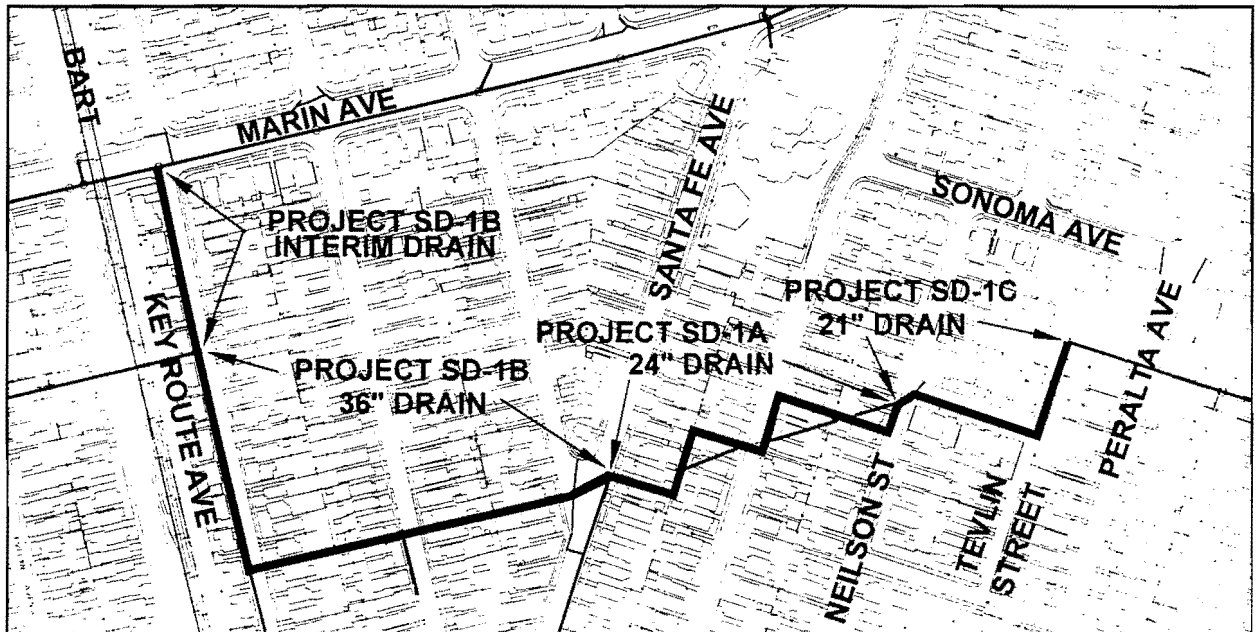 BART
MARIN AVE
SANTA FE AVE
SONOMA AVE
PROJECT SD-1B
INTERIM DRAIN
PROJECT SD-1C
21" DRAIN
PERALTA AVE
KEY ROUTE AVE
PROJECT SD-1A
24" DRAIN
PROJECT SD-1B
36" DRAIN
NEILSON ST
TEVLIN
STREET